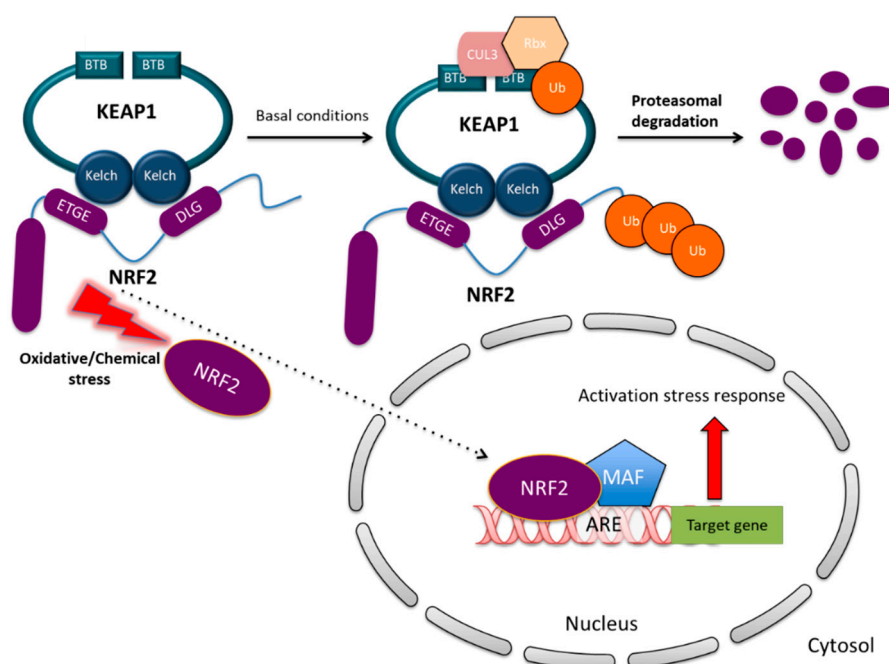 BTB BTB
KEAP1
Kelch Kelch
ETGE
DLG
NRF2
Basal conditions
CUL3
Rbx
BTB BTB
Ub
KEAP1
Kelch Kelch
ETGE
DLG
Ub
Ub
Ub
NRF2
Proteasomal
degradation
Oxidative/Chemical
stress
NRF2
Activation stress response
NRF2
MAF
ARE
Target gene
Nucleus
Cytosol